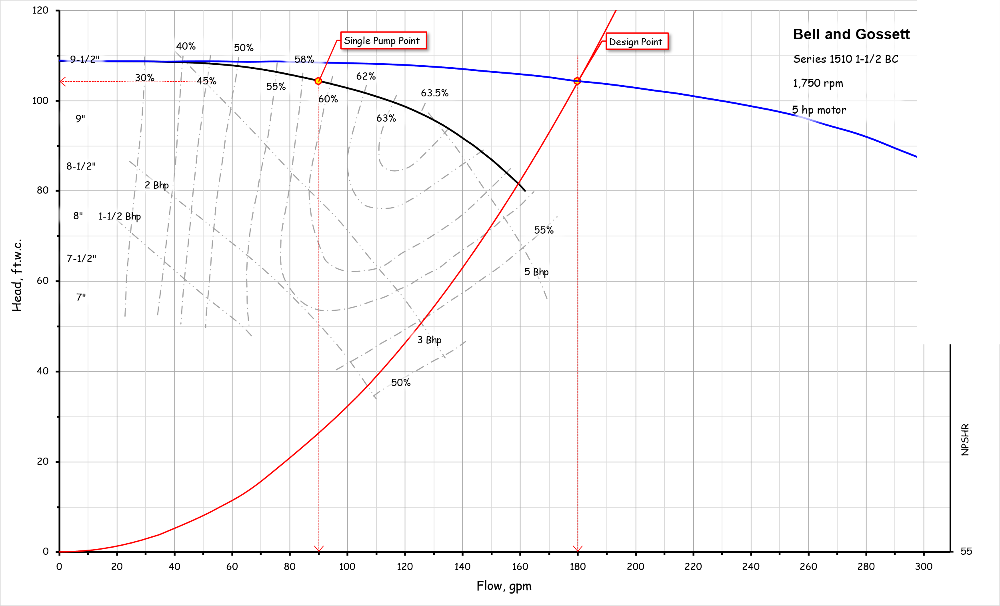 120
Bell and Gossett
Single Pump Point
Design Point
40%
50%
9-1/2"
58%
Series 1510 1-1/2 BC
30%
45%
55%
62%
1,750 rpm
60%
63.5%
100
5 hp motor
9"
63%
8-1/2"
2 Bhp
80
8"
1-1/2 Bhp
55%
7-1/2"
5 Bhp
60
7"
Head, ft.w.c.
3 Bhp
40
50%
NPSHR
20
0
55
0 20 40 60 80 100 120 140 160 180 200 220 240 260 280 300
Flow, gpm